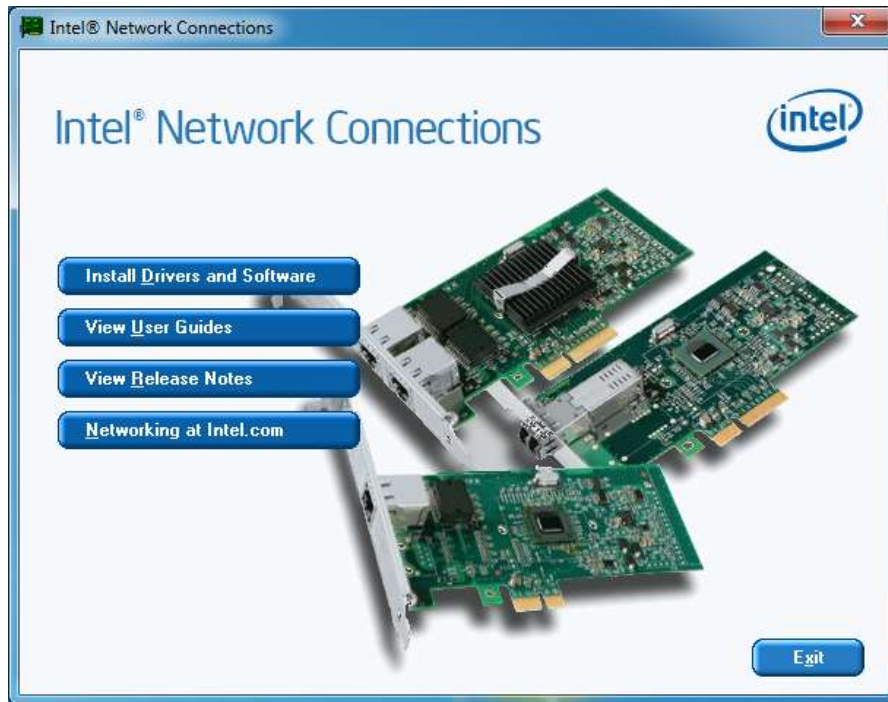 Intel® Network Connections
Intel® Network Connections
intel
Install Drivers and Software
View User Guides
View Release Notes
Networking at Intel.com
Exit